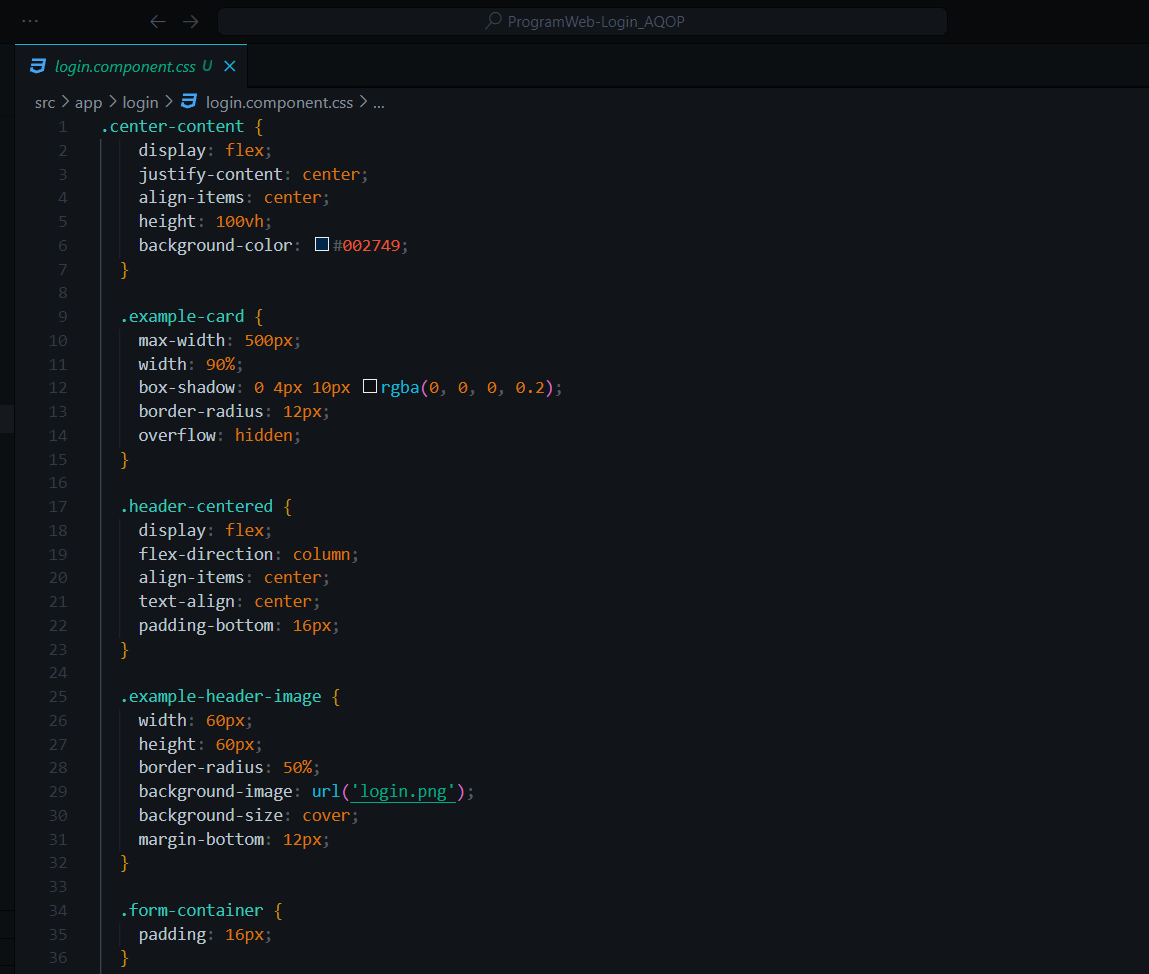 ProgramWeb-Login_AQOP
login.component.css U
src > app > login > login.component.css > ...
1 .center-content {
2 display: flex;
3 justify-content: center;
4 align-items: center;
5 height: 100vh;
6 background-color: #002749;
7 }
8
9 .example-card {
10 max-width: 500px;
11 width: 90%;
12 box-shadow: 0 4px 10px rgba(0, 0, 0, 0.2);
13 border-radius: 12px;
14 overflow: hidden;
15 }
16
17 .header-centered {
18 display: flex;
19 flex-direction: column;
20 align-items: center;
21 text-align: center;
22 padding-bottom: 16px;
23 }
24
25 .example-header-image {
26 width: 60px;
27 height: 60px;
28 border-radius: 50%;
29 background-image: url('login.png');
30 background-size: cover;
31 margin-bottom: 12px;
32 }
33
34 .form-container {
35 padding: 16px;
36 }